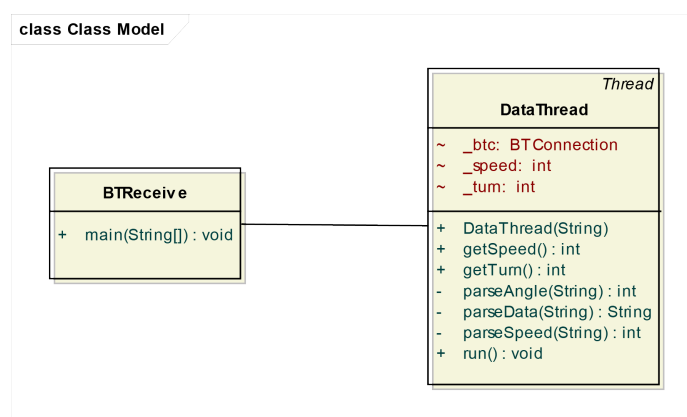 class Class Model
BTReceive
+ main(String[]) : void
Thread
DataThread
~ _btc: BTConnection
~ _speed: int
~ _turn: int
+ DataThread(String)
+ getSpeed() : int
+ getTurn() : int
- parseAngle(String) : int
- parseData(String) : String
- parseSpeed(String) : int
+ run() : void